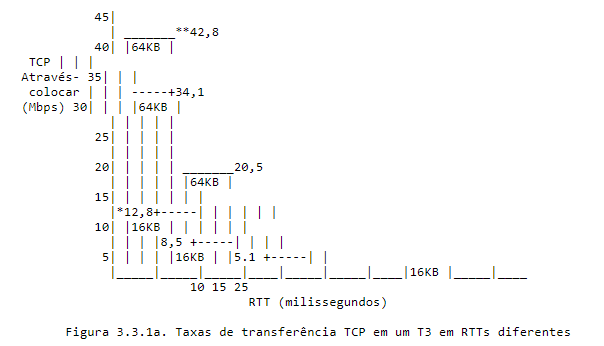 45|
| _______**42,8
40| |64KB |
TCP | | |
Através- 35| | |
colocar | | | -----+34,1
(Mbps) 30| | | |64KB |
| | | | |
25| | | | |
| | | | |
20| | | | | _______20,5
| | | | | |64KB |
15| | | | | | |
|*12,8+-----| | | | | |
10| |16KB | | | | | |
| | | |8,5 +-----| | | |
5| | | | |16KB | |5.1 +-----| |
|_____|_____|_____|____|_____|_____|____|16KB |_____|____
10 15 25
RTT (milissegundos)
Figura 3.3.1a. Taxas de transferência TCP em um T3 em RTTs diferentes